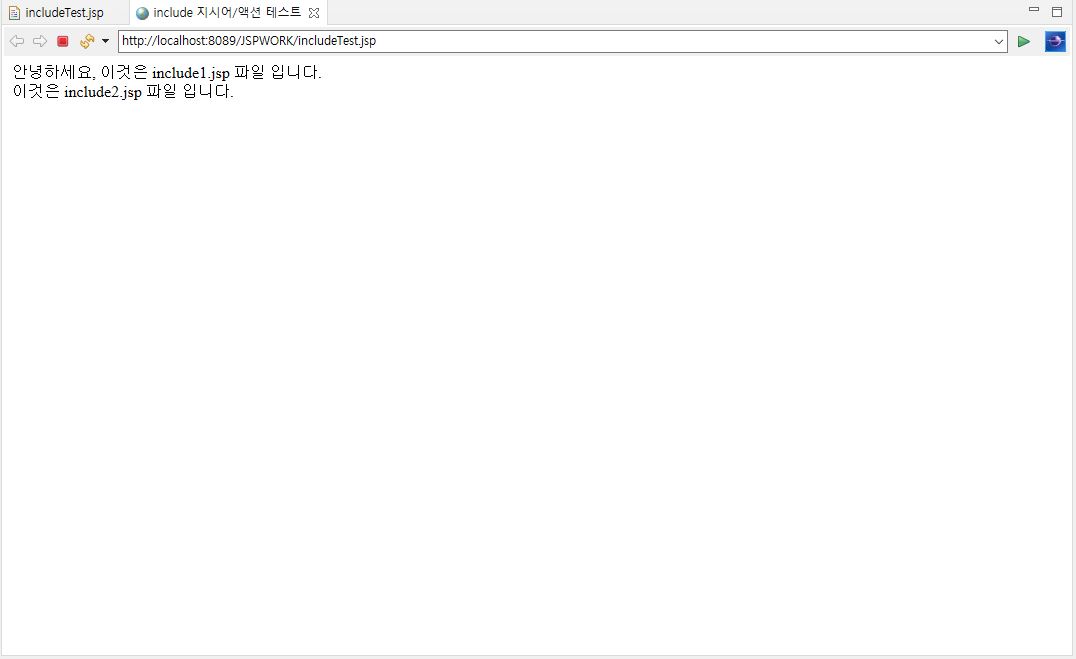 includeTest.jsp
include 지시어/액션 테스트
http://localhost:8089/JSPWORK/includeTest.jsp
안녕하세요, 이것은 include1.jsp 파일 입니다.
이것은 include2.jsp 파일 입니다.